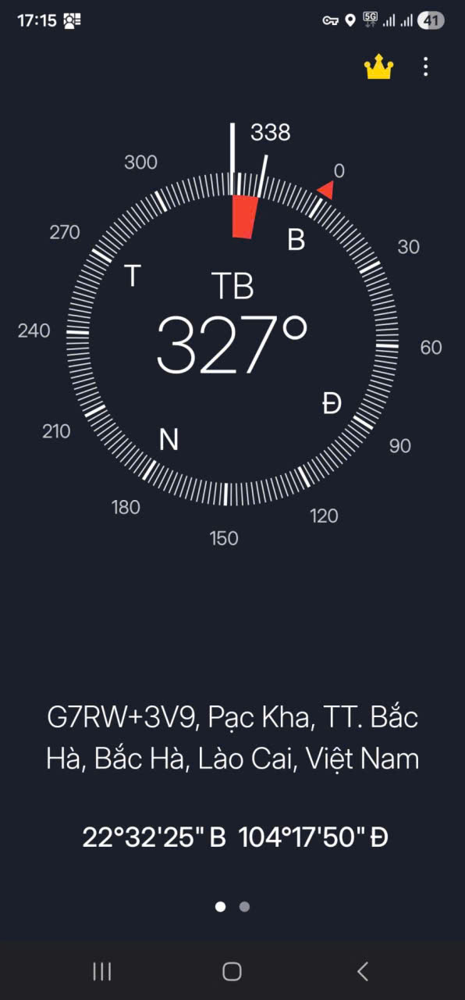 17:15 5G 41
338
300 0
270 B 30
T
TB
327°
240 60
Đ
210 N 90
180 120
150
G7RW+3V9, Pạc Kha, TT. Bắc
Hà, Bắc Hà, Lào Cai, Việt Nam
22°32'25" B 104°17'50" Đ